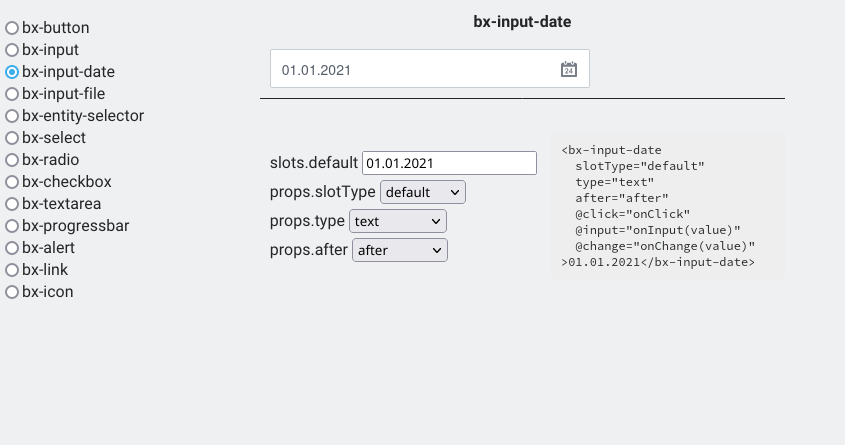 bx-button
bx-input
bx-input-date
bx-input-file
bx-entity-selector
bx-select
bx-radio
bx-checkbox
bx-textarea
bx-progressbar
bx-alert
bx-link
bx-icon
bx-input-date
01.01.2021
24
slots.default 01.01.2021
props.slotType default
props.type text
props.after after
<bx-input-date
  slotType="default"
  type="text"
  after="after"
  @click="onClick"
  @input="onInput(value)"
  @change="onChange(value)"
>01.01.2021</bx-input-date>